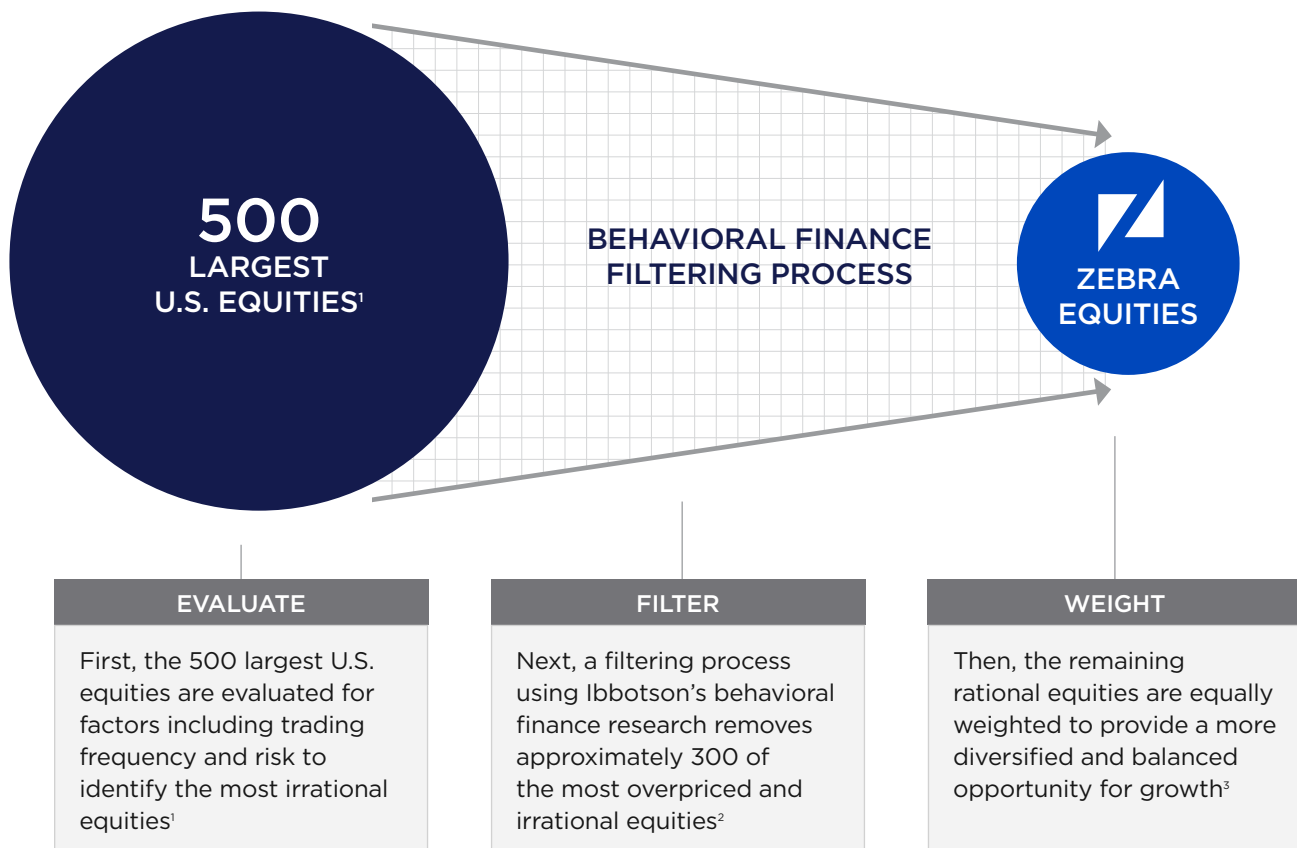 500
LARGEST
U.S. EQUITIES¹
BEHAVIORAL FINANCE
FILTERING PROCESS
ZEBRA
EQUITIES
EVALUATE
First, the 500 largest U.S.
equities are evaluated for
factors including trading
frequency and risk to
identify the most irrational
equities¹
FILTER
Next, a filtering process
using Ibbotson’s behavioral
finance research removes
approximately 300 of
the most overpriced and
irrational equities²
WEIGHT
Then, the remaining
rational equities are equally
weighted to provide a more
diversified and balanced
opportunity for growth³